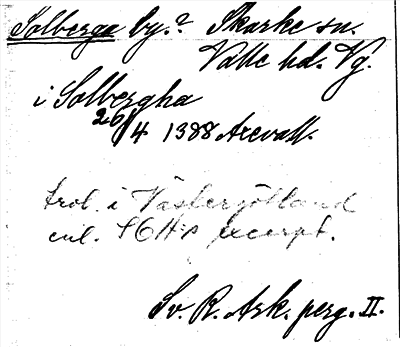 Solberga by.? Skarke sn.
Valle hd. Vg.
i Solbergha
26/4 1388 Arevall.
trol. i Västergötland
enl. SOH:s excerpt.
Sv. R. Ark. perg. II.